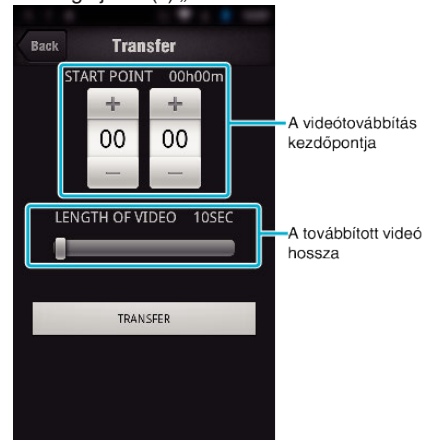 Back
Transfer
START POINT 00h00m
+ +
00 00
— —
A videótovábbítás
kezdőpontja
LENGTH OF VIDEO 10SEC
A továbbított videó
hossza
TRANSFER